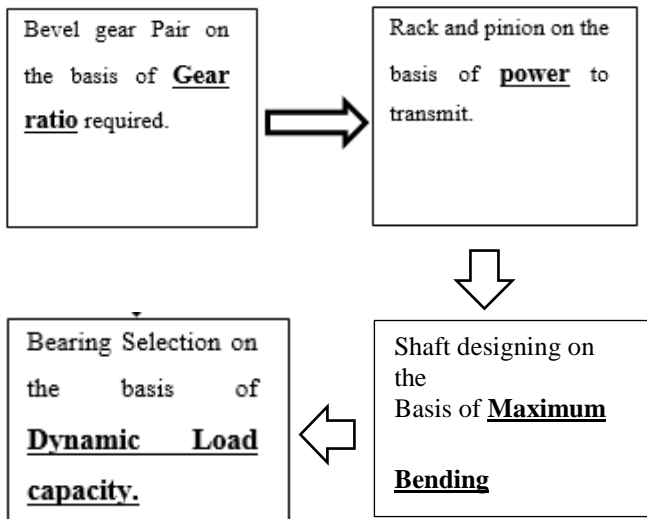 Bevel gear Pair on
the basis of Gear
ratio required.
Rack and pinion on the
basis of power to
transmit.
Shaft designing on
the
Basis of Maximum
Bending
Bearing Selection on
the basis of
Dynamic Load
capacity.